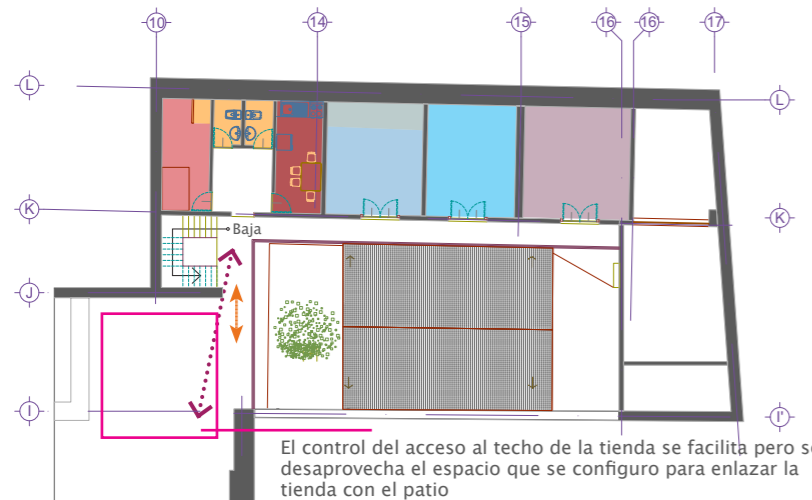 10
14
15
16
16
17
L
L
K
K
Baja
J
I
I'
El control del acceso al techo de la tienda se facilita pero se
desaprovecha el espacio que se configuro para enlazar la
tienda con el patio